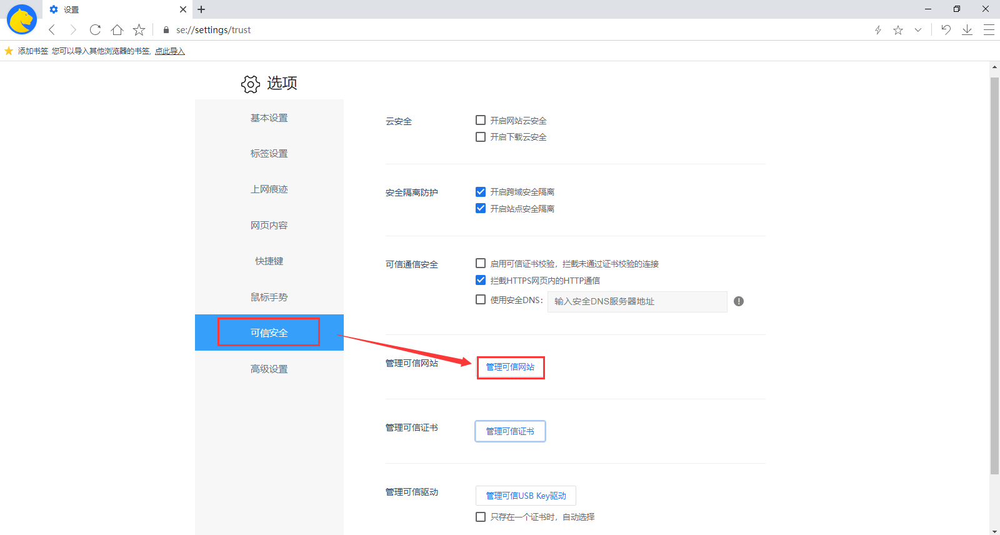 设置
se://settings/trust
添加书签 您可以导入其他浏览器的书签, 点此导入
选项
基本设置
标签设置
上网痕迹
网页内容
快捷键
鼠标手势
可信安全
高级设置
云安全
开启网站云安全
开启下载云安全
安全隔离防护
开启跨域安全隔离
开启站点安全隔离
可信通信安全
启用可信证书校验，拦截未通过证书校验的连接
拦截HTTPS网页内的HTTP通信
使用安全DNS： 输入安全DNS服务器地址
管理可信网站 管理可信网站
管理可信证书 管理可信证书
管理可信驱动 管理可信USB Key驱动
只存在一个证书时，自动选择